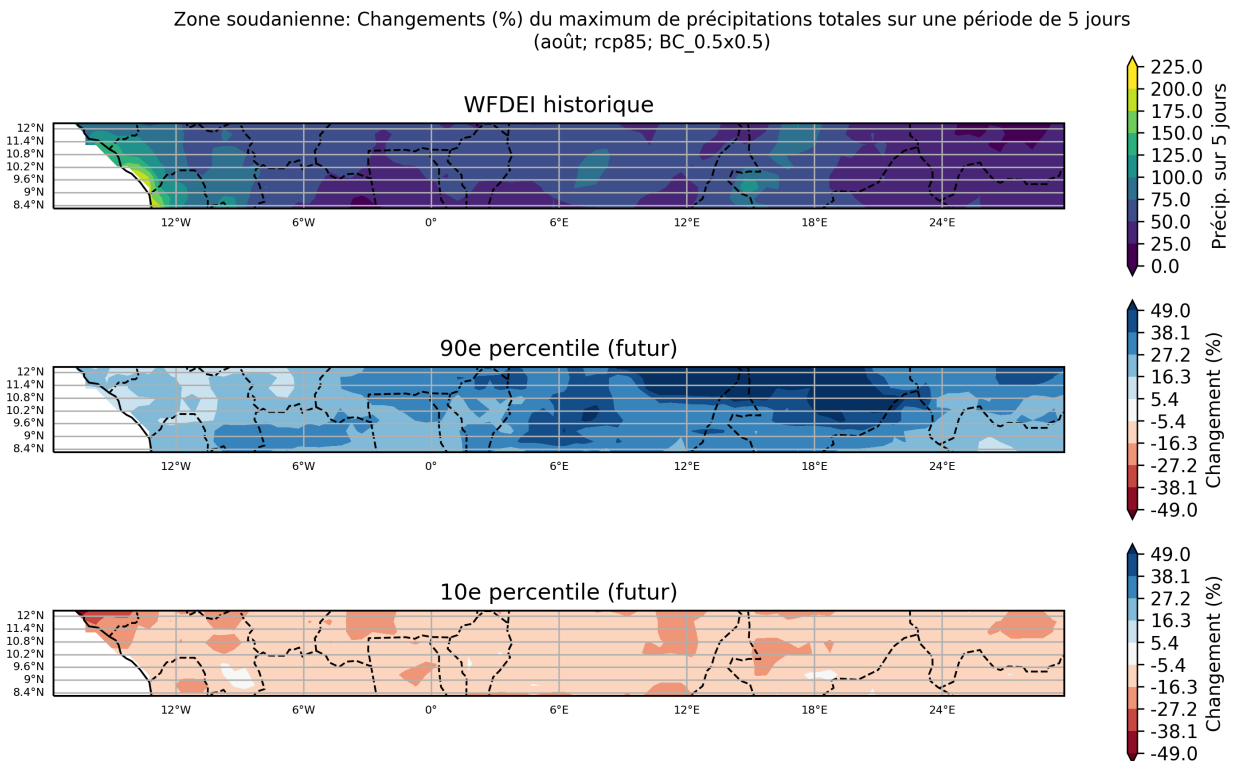 Zone soudanienne: Changements (%) du maximum de précipitations totales sur une période de 5 jours
(août; rcp85; BC_0.5x0.5)
WFDEI historique
12°N
11.4°N
10.8°N
10.2°N
9.6°N
9°N
8.4°N
12°W 6°W 0° 6°E 12°E 18°E 24°E
225.0
200.0
175.0
150.0
125.0
100.0
75.0
50.0
25.0
0.0
Précip. sur 5 jours
90e percentile (futur)
12°N
11.4°N
10.8°N
10.2°N
9.6°N
9°N
8.4°N
12°W 6°W 0° 6°E 12°E 18°E 24°E
49.0
38.1
27.2
16.3
5.4
-5.4
-16.3
-27.2
-38.1
-49.0
Changement (%)
10e percentile (futur)
12°N
11.4°N
10.8°N
10.2°N
9.6°N
9°N
8.4°N
12°W 6°W 0° 6°E 12°E 18°E 24°E
49.0
38.1
27.2
16.3
5.4
-5.4
-16.3
-27.2
-38.1
-49.0
Changement (%)